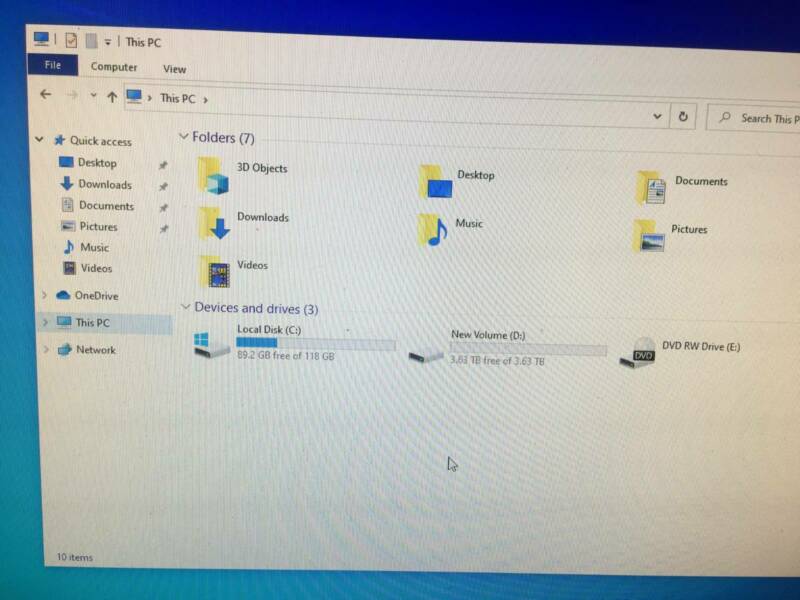 This PC
File Computer View
This PC
Search This P
Quick access
Desktop
Downloads
Documents
Pictures
Music
Videos
OneDrive
This PC
Network
Folders (7)
3D Objects
Desktop
Documents
Downloads
Music
Pictures
Videos
Devices and drives (3)
Local Disk (C:)
89.2 GB free of 118 GB
New Volume (D:)
3.63 TB free of 3.63 TB
DVD RW Drive (E:)
DVD
10 items